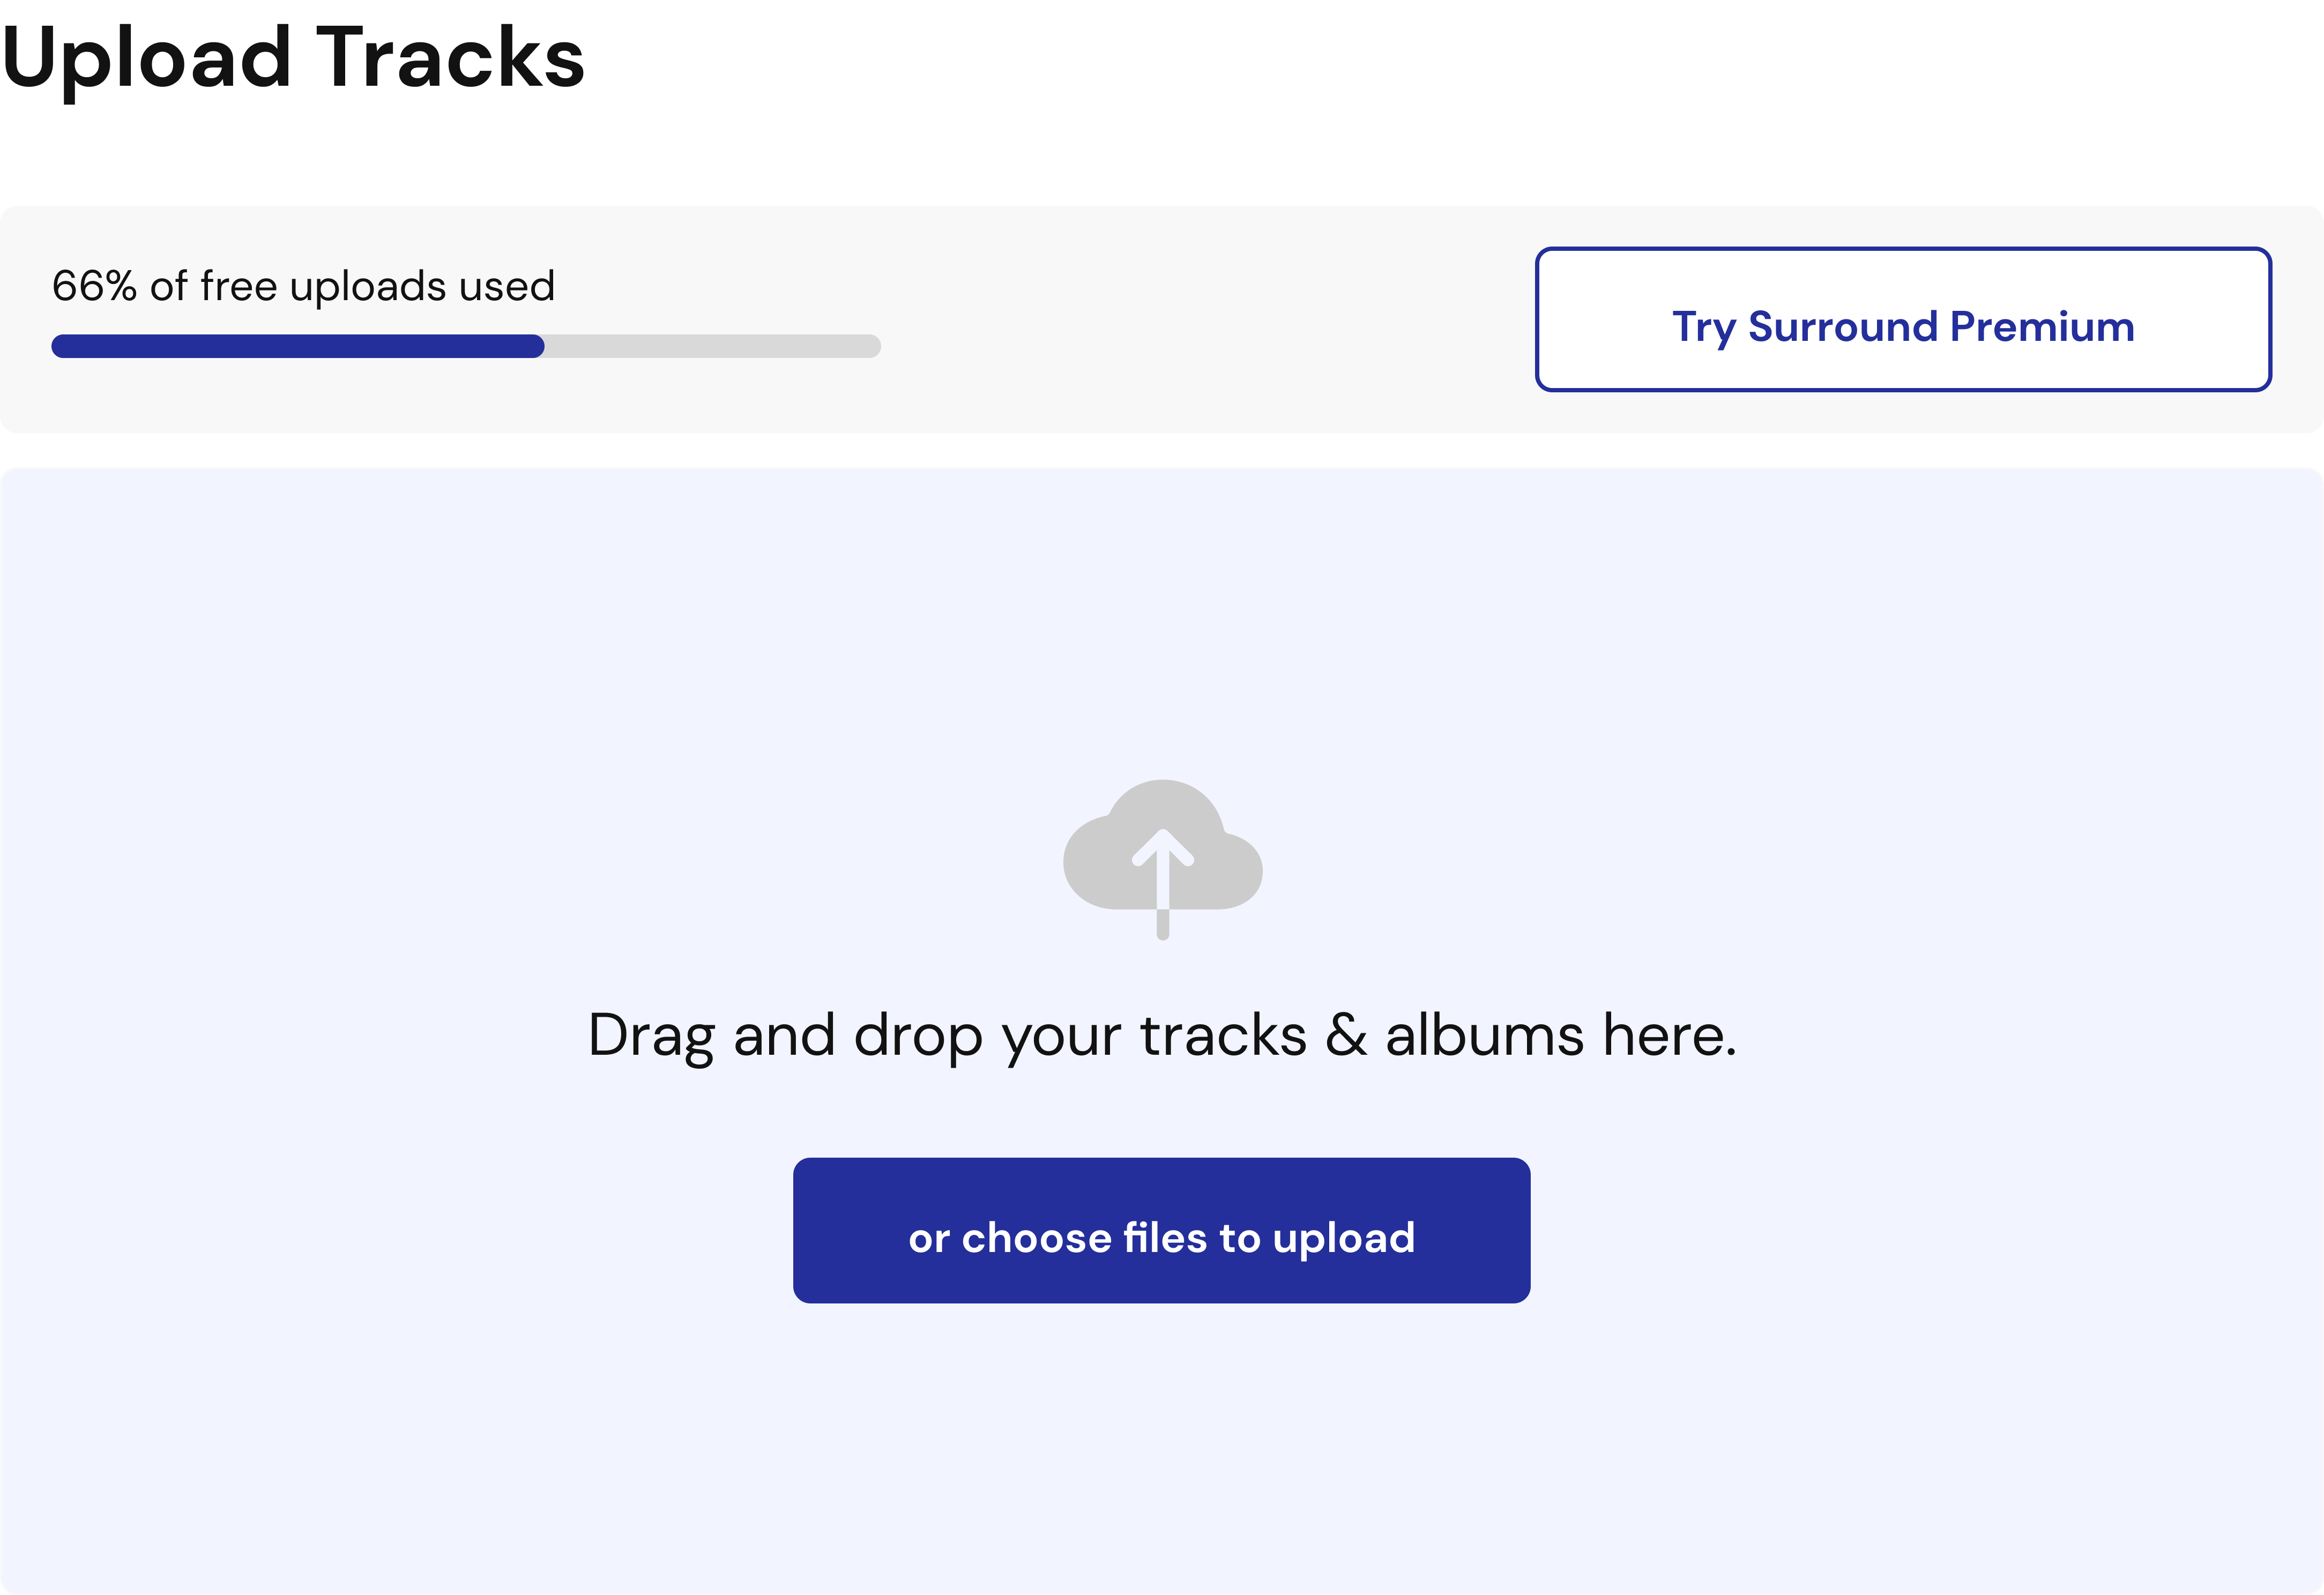 Upload Tracks
66% of free uploads used
Try Surround Premium
Drag and drop your tracks & albums here.
or choose files to upload